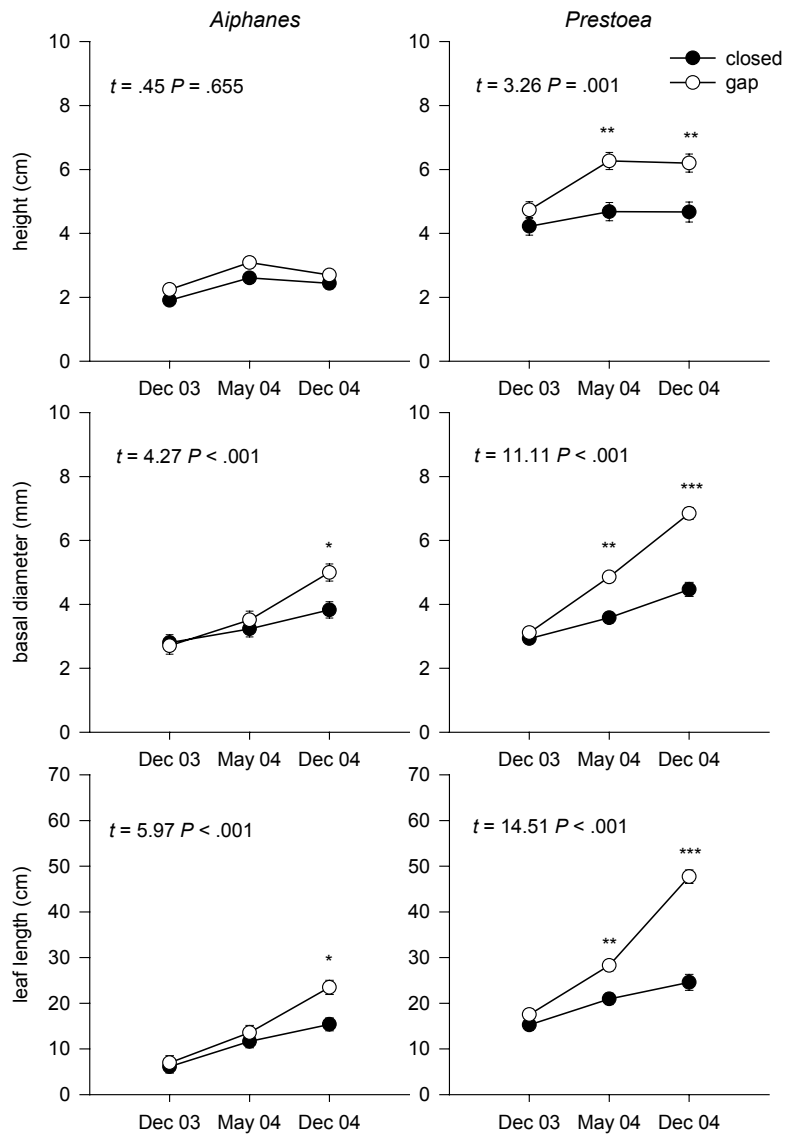 Aiphanes
Prestoea
closed
gap
t = .45 P = .655
t = 3.26 P = .001
** **
height (cm)
10
8
6
4
2
0
Dec 03 May 04 Dec 04
Dec 03 May 04 Dec 04
t = 4.27 P < .001
*
t = 11.11 P < .001
**
***
basal diameter (mm)
10
8
6
4
2
0
Dec 03 May 04 Dec 04
Dec 03 May 04 Dec 04
t = 5.97 P < .001
*
t = 14.51 P < .001
**
***
leaf length (cm)
70
60
50
40
30
20
10
0
Dec 03 May 04 Dec 04
Dec 03 May 04 Dec 04